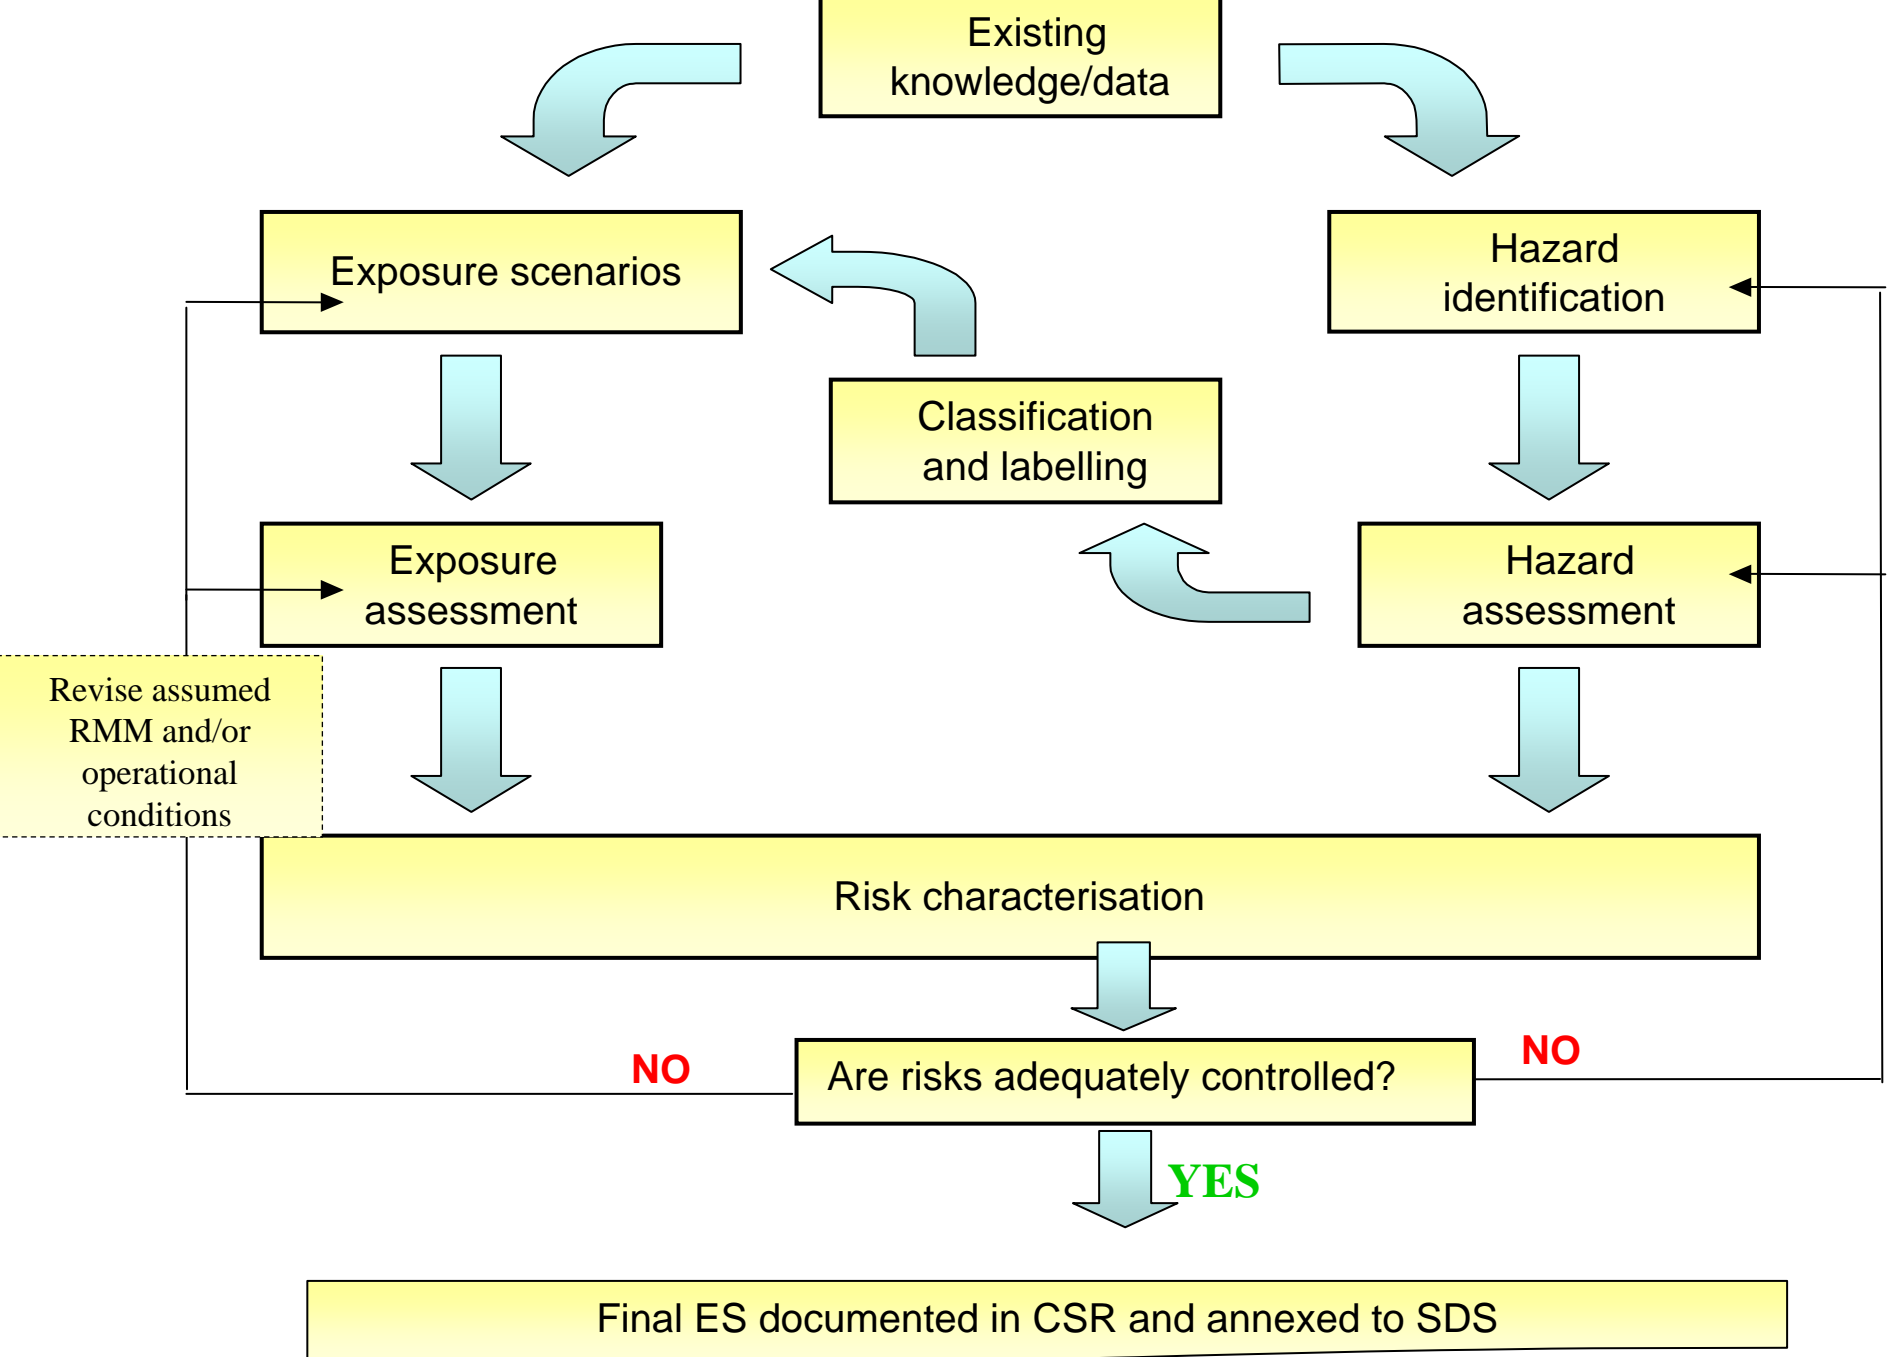 Existing
knowledge/data
Exposure scenarios
Hazard
identification
Classification
and labelling
Exposure
assessment
Hazard
assessment
Revise assumed
RMM and/or
operational
conditions
Risk characterisation
NO
Are risks adequately controlled?
NO
YES
Final ES documented in CSR and annexed to SDS